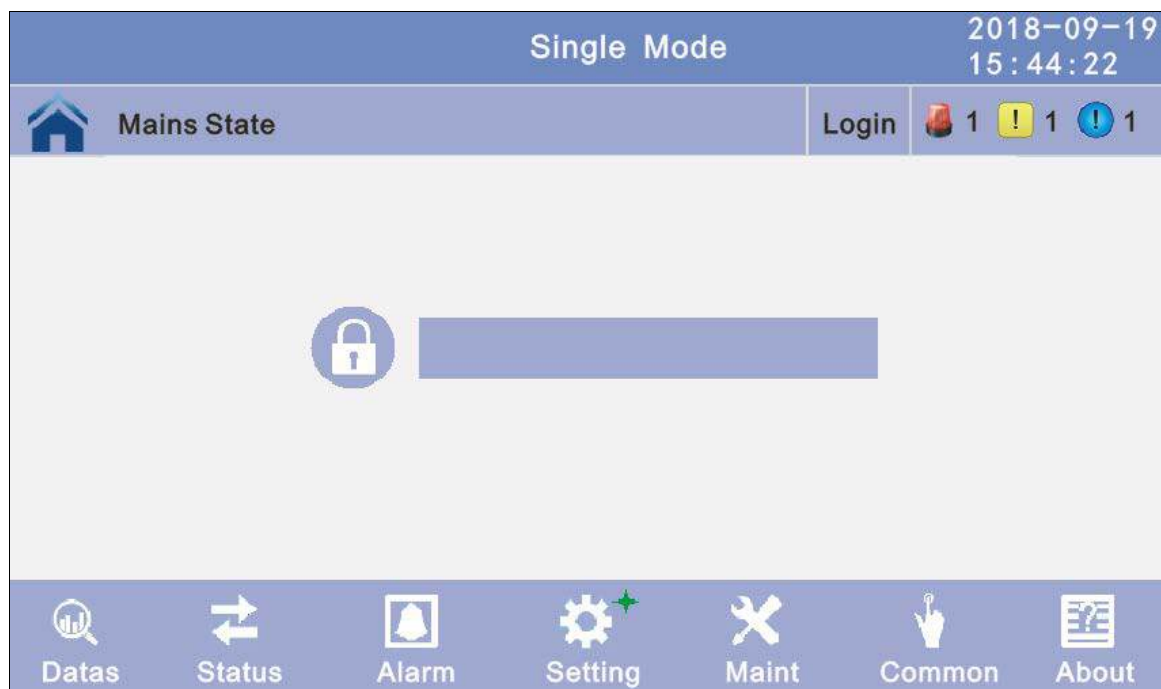 Single Mode
2018-09-19
15:44:22
Mains State
Login
1
! 1
! 1
Datas
Status
Alarm
Setting
Maint
Common
? About